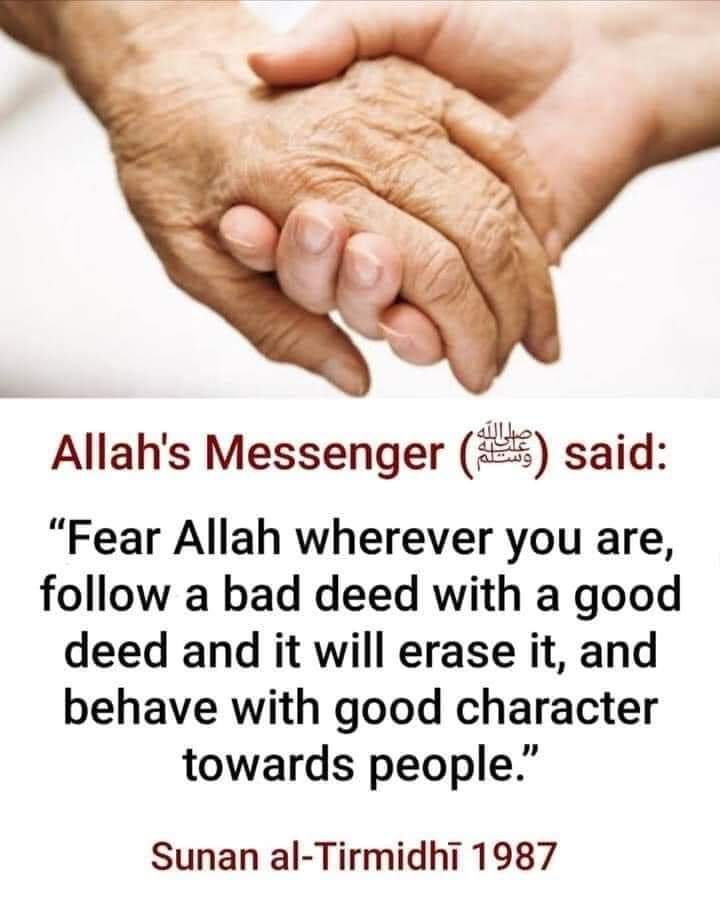 Allah's Messenger (ﷺ) said:
“Fear Allah wherever you are,
follow a bad deed with a good
deed and it will erase it, and
behave with good character
towards people.”
Sunan al-Tirmidhī 1987